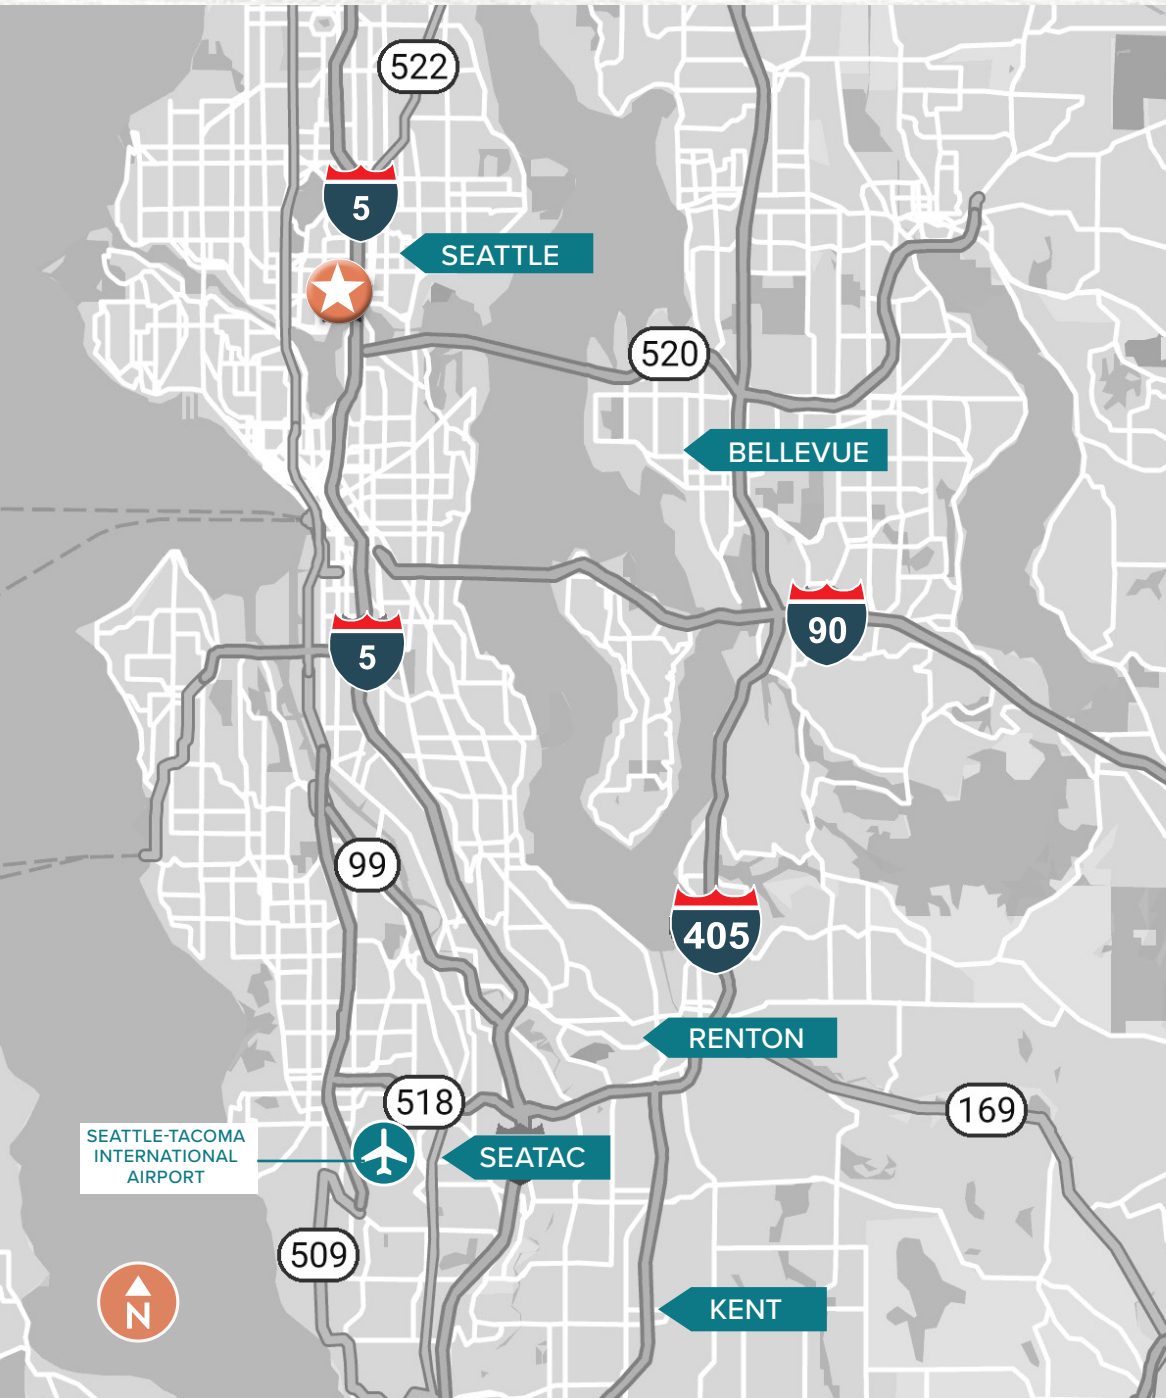 522
5
SEATTLE
520
BELLEVUE
90
5
99
405
RENTON
518
169
SEATTLE-TACOMA
INTERNATIONAL
AIRPORT
SEATAC
509
N
KENT